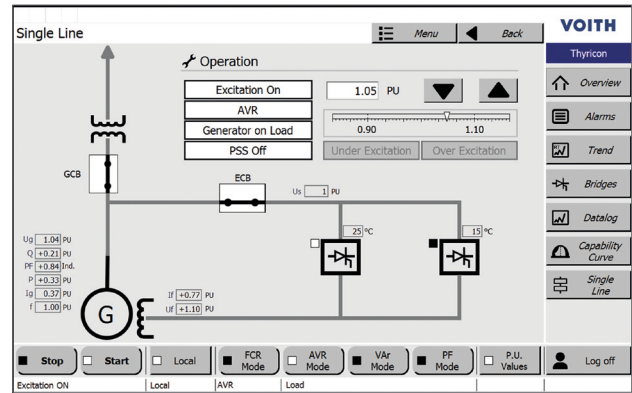 Single Line
Menu
Back
VOITH
Thyricon
Operation
Excitation On
1.05 PU
AVR
Generator on Load
0.90 1.10
PSS Off
Under Excitation
Over Excitation
Overview
Alarms
Trend
Bridges
Datalog
Capability
Curve
Single
Line
GCB
ECB
Us 1 PU
25 °C
15 °C
Ug 1.04 PU
Q +0.21 PU
PF +0.84 Ind.
P +0.33 PU
Ig 0.37 PU
f 1.00 PU
G
If +0.77 PU
Uf +1.10 PU
Stop
Start
Local
FCR
Mode
AVR
Mode
VAr
Mode
PF
Mode
P.U.
Values
Log off
Excitation ON
Local
AVR
Load